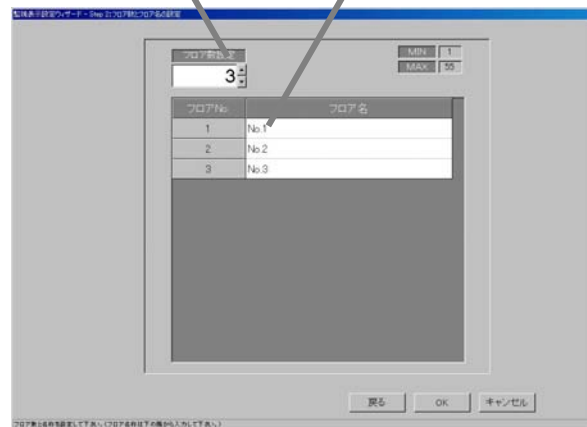 監視表示設定ウィザード - Step 2:フロア数とフロア名の設定
フロア数設定
3
MIN 1
MAX 55
フロアNo. フロア名
1 No.1
2 No.2
3 No.3
戻る OK キャンセル
フロア数と名称を設定して下さい。(フロア名称は下の欄から入力して下さい。)